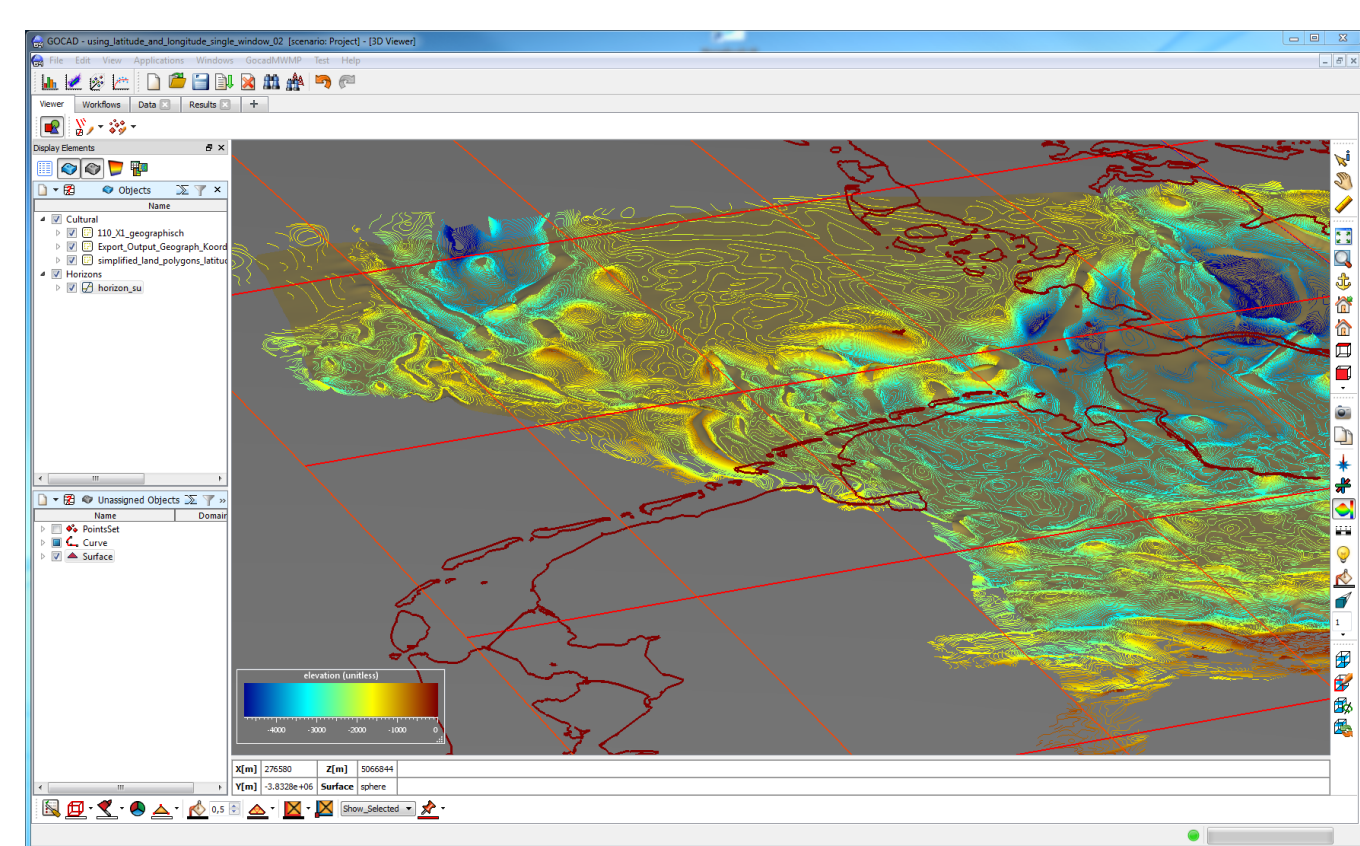 GOCAD - using_latitude_and_longitude_single_window_02 [scenario: Project] - [3D Viewer]
File Edit View Applications Windows GocadMWMP Test Help
Viewer Workflows Data Results +
Display Elements
Objects
Name
Cultural
110_X1_geographisch
Export_Output_Geograph_Koord
simplified_land_polygons_latitud
Horizons
horizon_su
Unassigned Objects »
Name Domain
PointsSet
Curve
Surface
elevation (unitless)
-4000 -3000 -2000 -1000 0
X[m] 276580 Z[m] 5066844
Y[m] -3.8328e+06 Surface sphere
0,5 Show_Selected
1